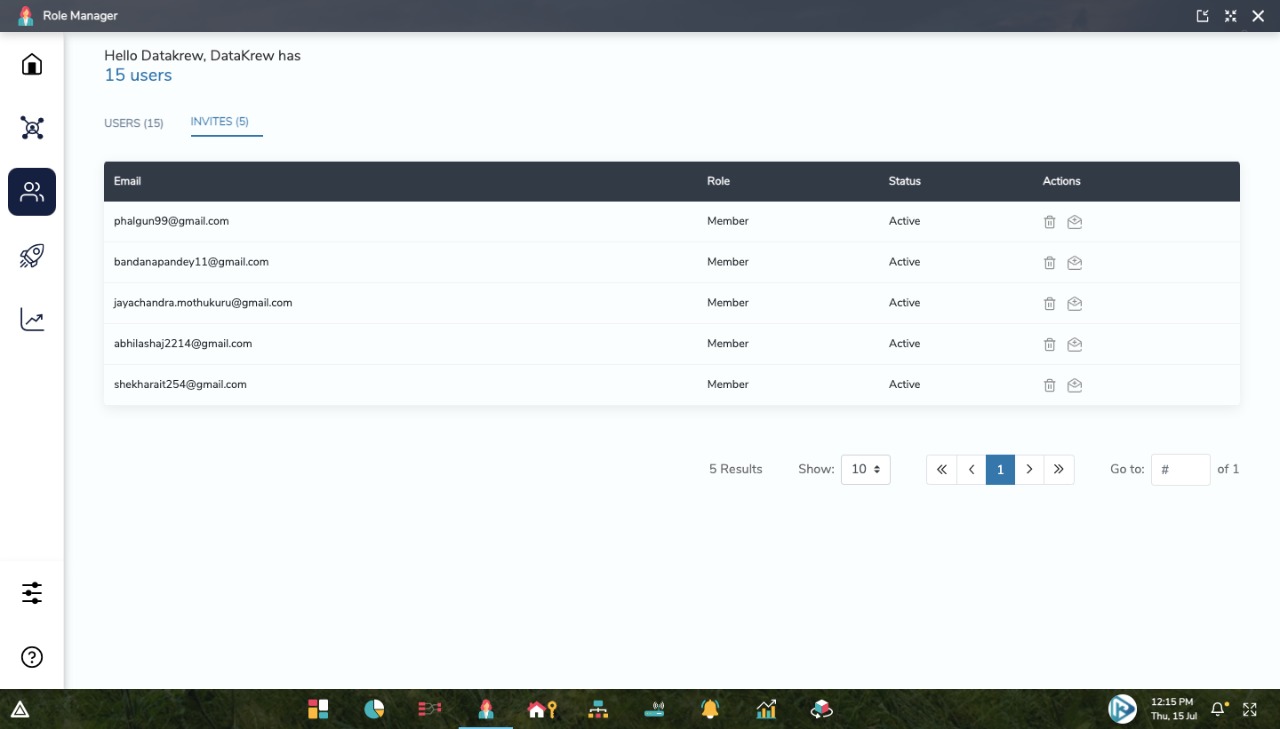 Role Manager
Hello Datakrew, DataKrew has
15 users
USERS (15) INVITES (5)
Email Role Status Actions
phalgun99@gmail.com Member Active
bandanapandey11@gmail.com Member Active
jayachandra.mothukuru@gmail.com Member Active
abhilashaj2214@gmail.com Member Active
shekharait254@gmail.com Member Active
5 Results Show: 10 1 Go to: # of 1
12:15 PM
Thu, 15 Jul